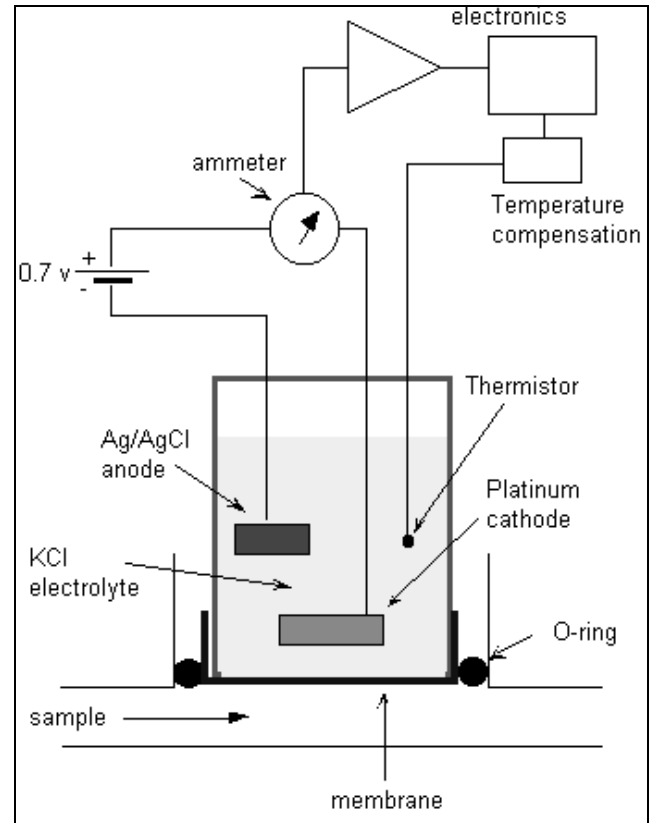 electronics
ammeter
Temperature
compensation
+
0.7 v
-
Thermistor
Ag/AgCl
anode
Platinum
cathode
KCl
electrolyte
O-ring
sample
membrane